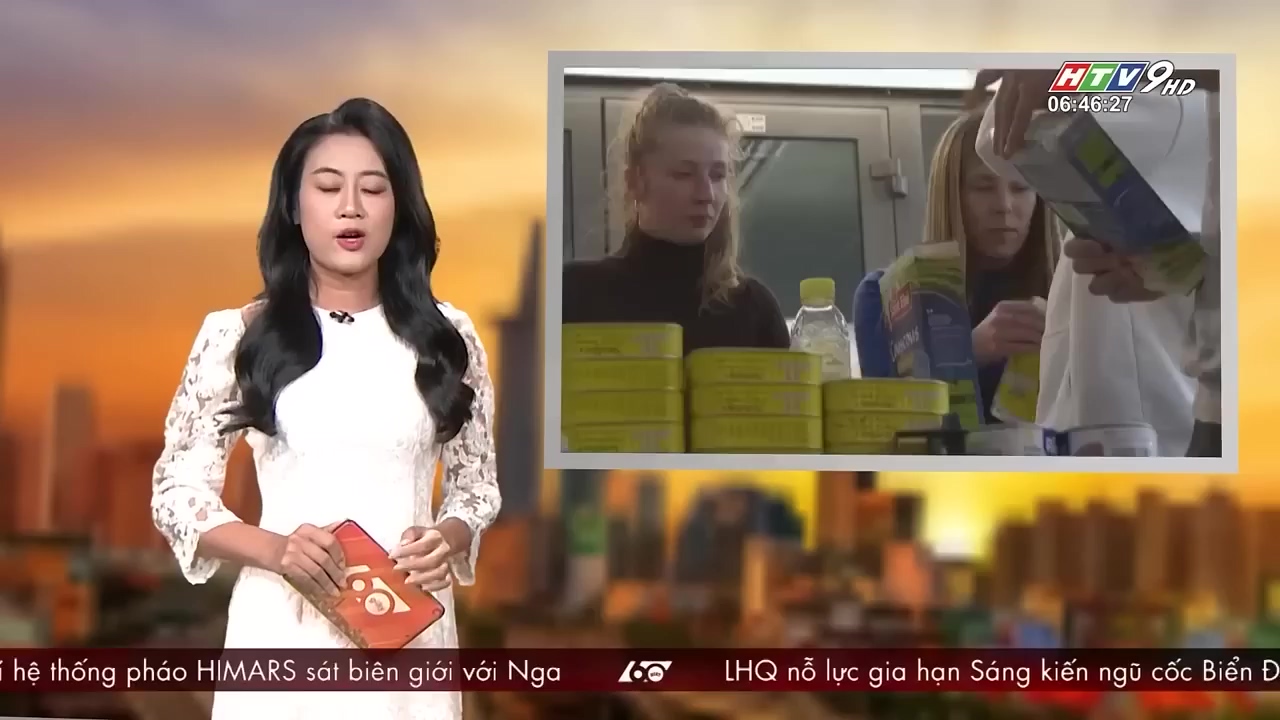 HTV9HD
06:46:27
í hệ thống pháo HIMARS sát biên giới với Nga
60 giây
LHQ nỗ lực gia hạn Sáng kiến ngũ cốc Biển Đ